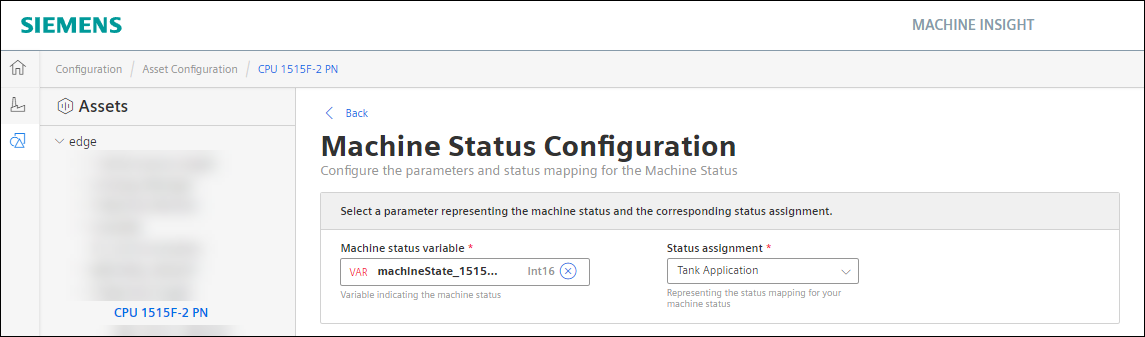 SIEMENS
MACHINE INSIGHT
Configuration / Asset Configuration / CPU 1515F-2 PN
Assets
edge
CPU 1515F-2 PN
Back
Machine Status Configuration
Configure the parameters and status mapping for the Machine Status
Select a parameter representing the machine status and the corresponding status assignment.
Machine status variable *
VAR machineState_1515... Int16
Variable indicating the machine status
Status assignment *
Tank Application
Representing the status mapping for your
machine status